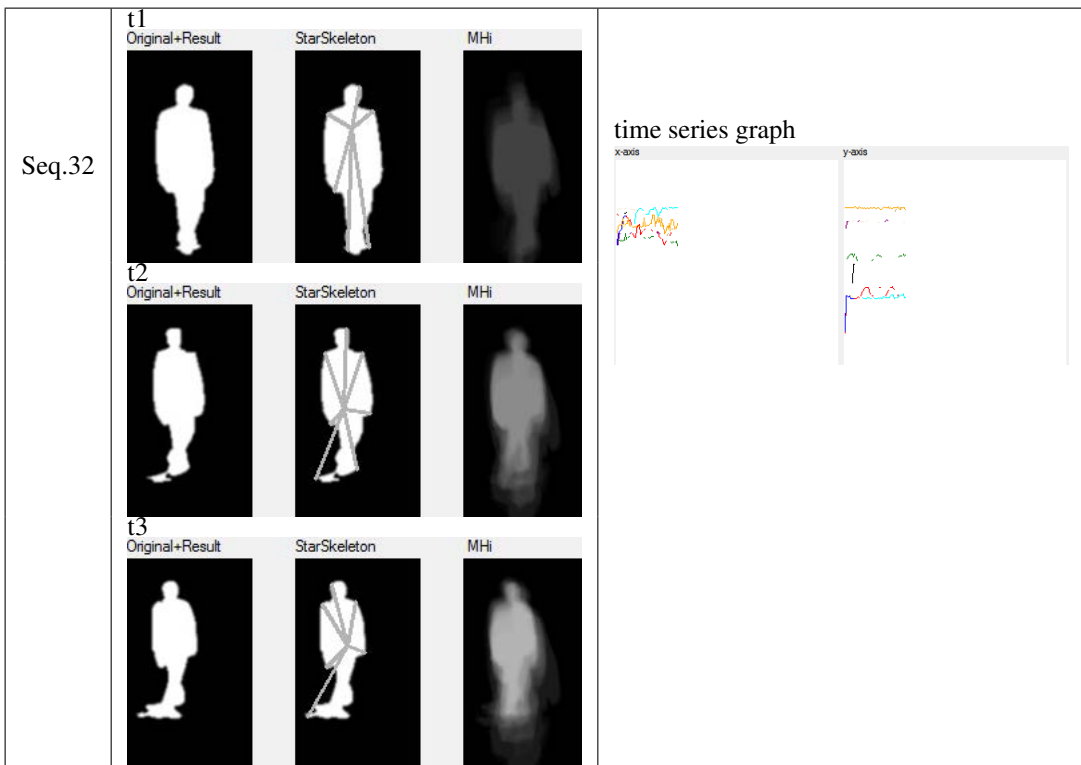 Seq.32
t1
Original+Result StarSkeleton MHi
t2
Original+Result StarSkeleton MHi
t3
Original+Result StarSkeleton MHi
time series graph
x-axis y-axis